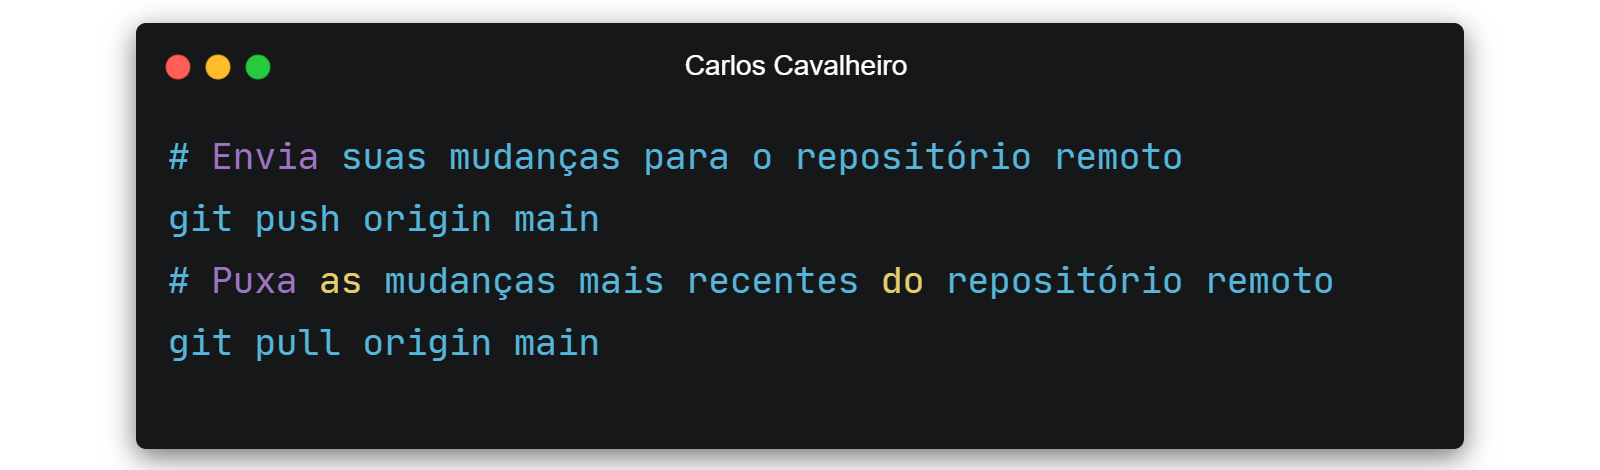 Carlos Cavalheiro
# Envia suas mudanças para o repositório remoto
git push origin main
# Puxa as mudanças mais recentes do repositório remoto
git pull origin main